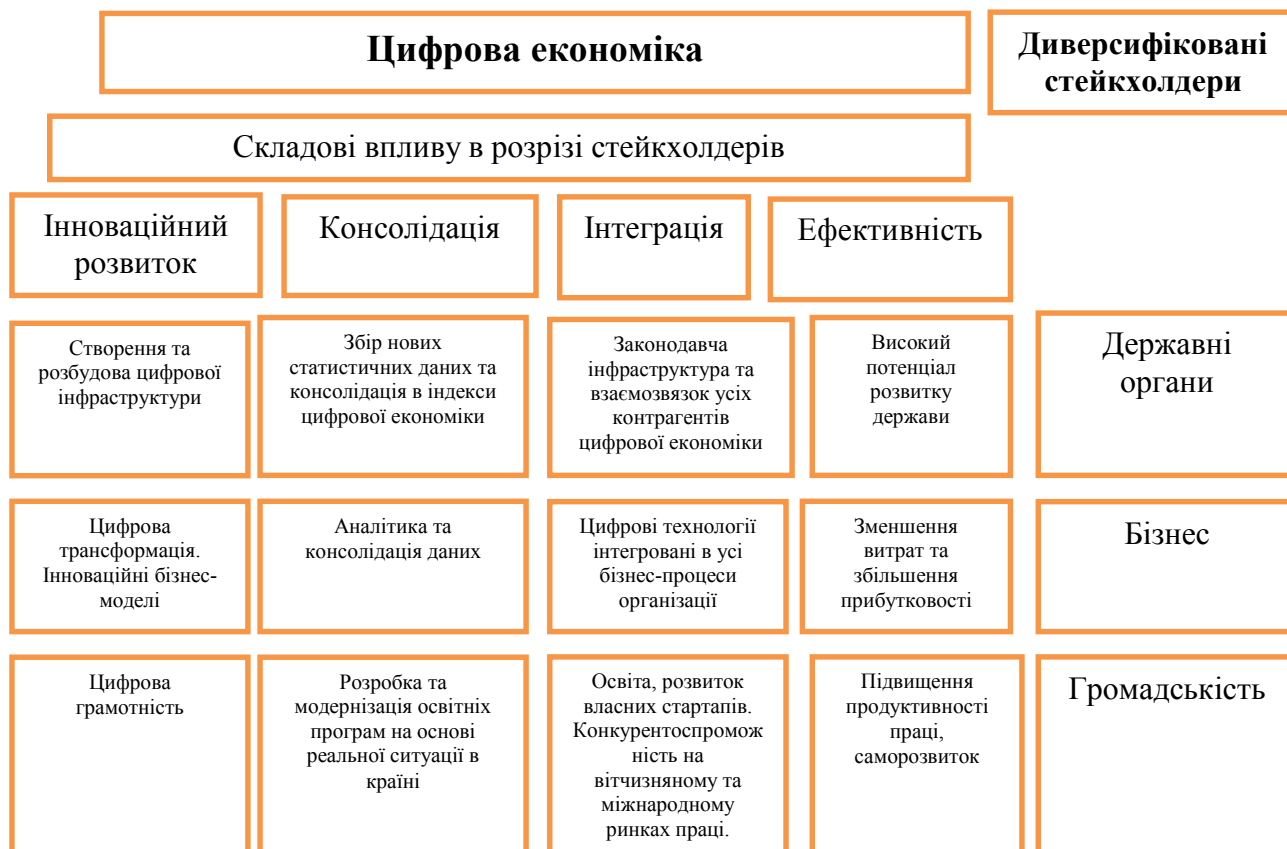 Цифрова економіка
Диверсифіковані
стейкхолдери
Складові впливу в розрізі стейкхолдерів
Інноваційний
розвиток
Консолідація
Інтеграція
Ефективність
Створення та
розбудова цифрової
інфраструктури
Збір нових
статистичних даних та
консолідація в індекси
цифрової економіки
Законодавча
інфраструктура та
взаємозвязок усіх
контрагентів
цифрової економіки
Високий
потенціал
розвитку
держави
Державні
органи
Цифрова
трансформація.
Інноваційні бізнес-
моделі
Аналітика та
консолідація даних
Цифрові технології
інтегровані в усі
бізнес-процеси
організації
Зменшення
витрат та
збільшення
прибутковості
Бізнес
Цифрова
грамотність
Розробка та
модернізація освітніх
програм на основі
реальної ситуації в
країні
Освіта, розвиток
власних стартапів.
Конкурентоспромож
ність на
вітчизняному та
міжнародному
ринках праці.
Підвищення
продуктивності
праці,
саморозвиток
Громадськість